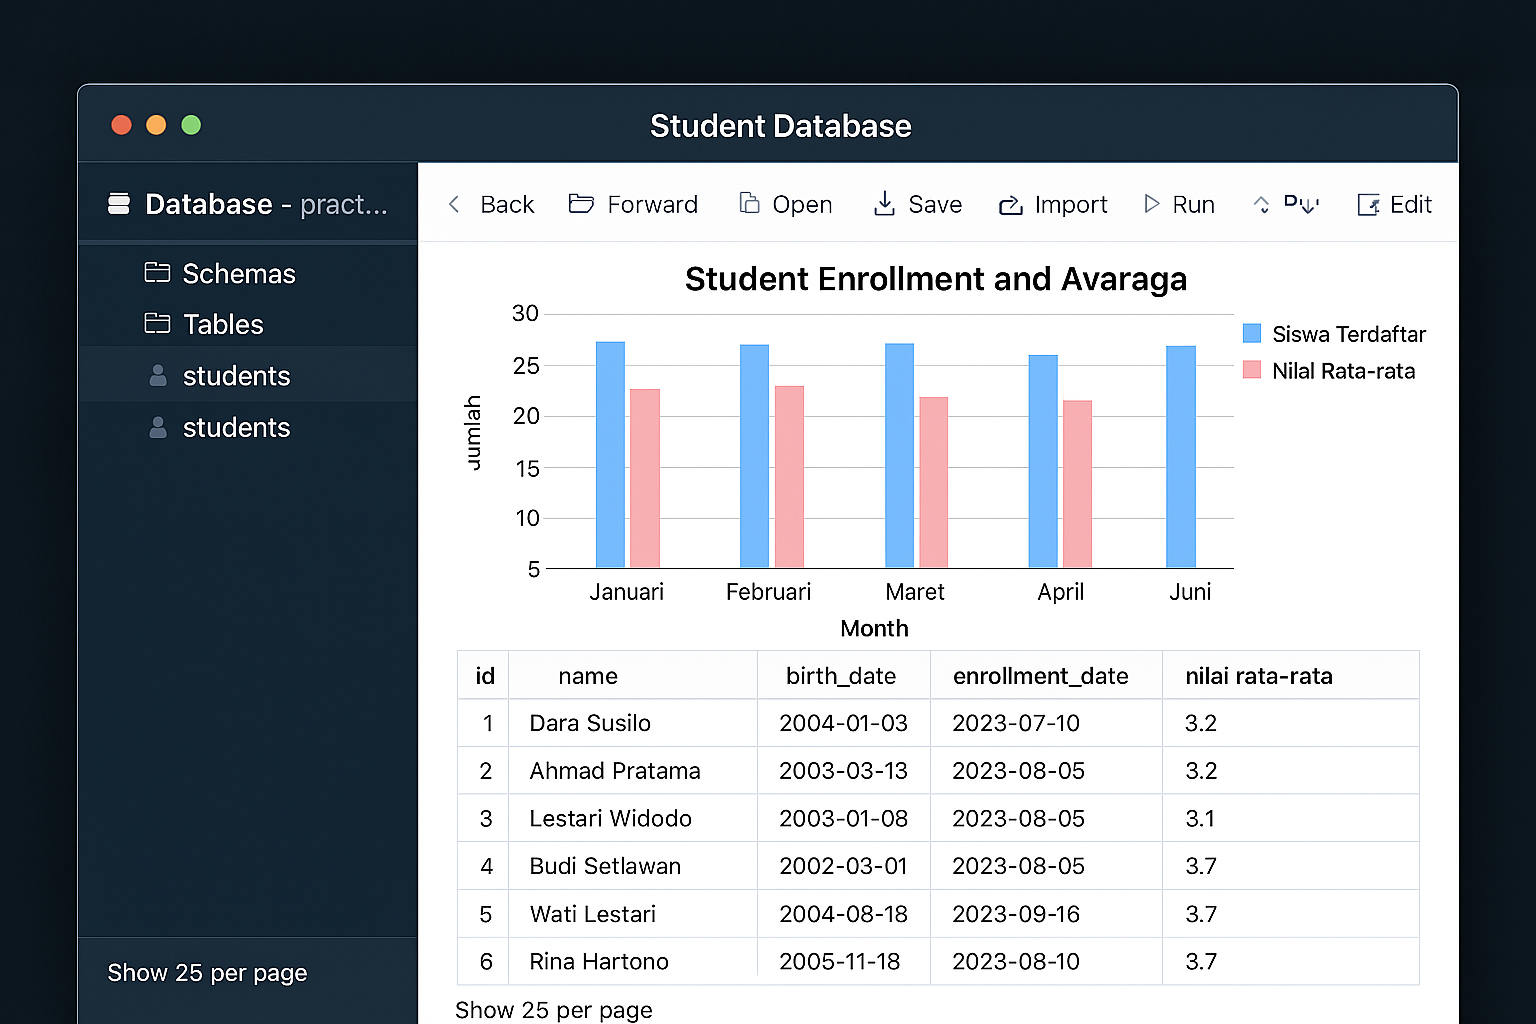 Student Database
Database - pract...
Schemas
Tables
students
students
Show 25 per page
Back Forward Open Save Import Run Edit
Student Enrollment and Avaraga
30
25
20
15
10
5
Jumlah
Januari Februari Maret April Juni
Month
Siswa Terdaftar
Nilal Rata-rata
id name birth_date enrollment_date nilai rata-rata
1 Dara Susilo 2004-01-03 2023-07-10 3.2
2 Ahmad Pratama 2003-03-13 2023-08-05 3.2
3 Lestari Widodo 2003-01-08 2023-08-05 3.1
4 Budi Setlawan 2002-03-01 2023-08-05 3.7
5 Wati Lestari 2004-08-18 2023-09-16 3.7
6 Rina Hartono 2005-11-18 2023-08-10 3.7
Show 25 per page